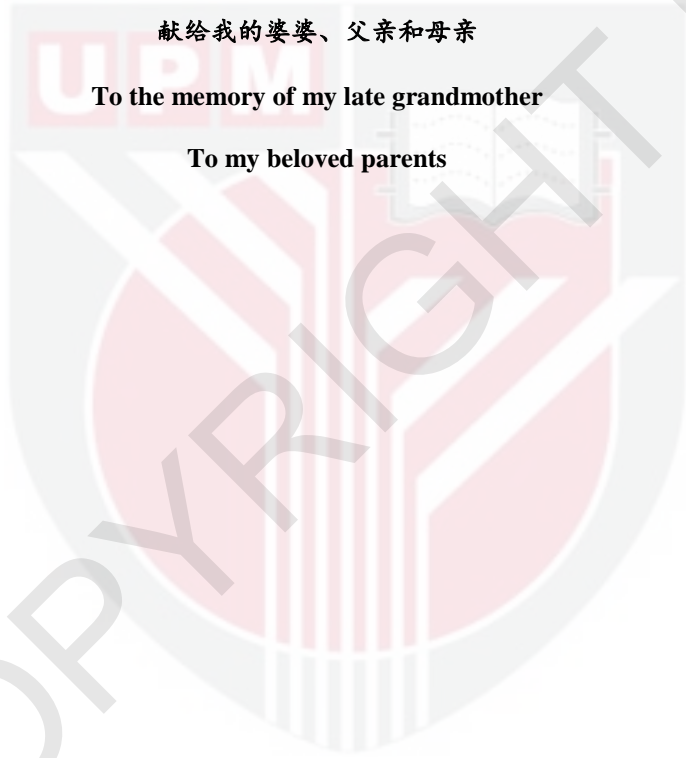 献给我的婆婆、父亲和母亲
UPM
To the memory of my late grandmother
To my beloved parents
COPYRIGHT